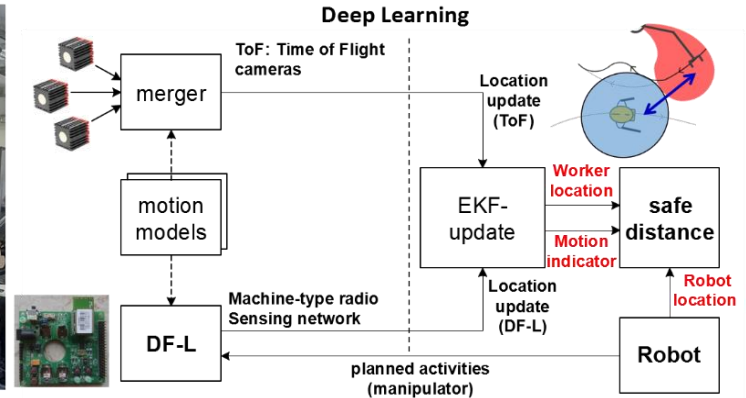 Deep Learning
ToF: Time of Flight
cameras
merger
Location
update
(ToF)
motion
models
EKF-
update
Worker
location
Motion
indicator
safe
distance
Robot
location
Machine-type radio
Sensing network
Location
update
(DF-L)
DF-L
planned activities
(manipulator)
Robot